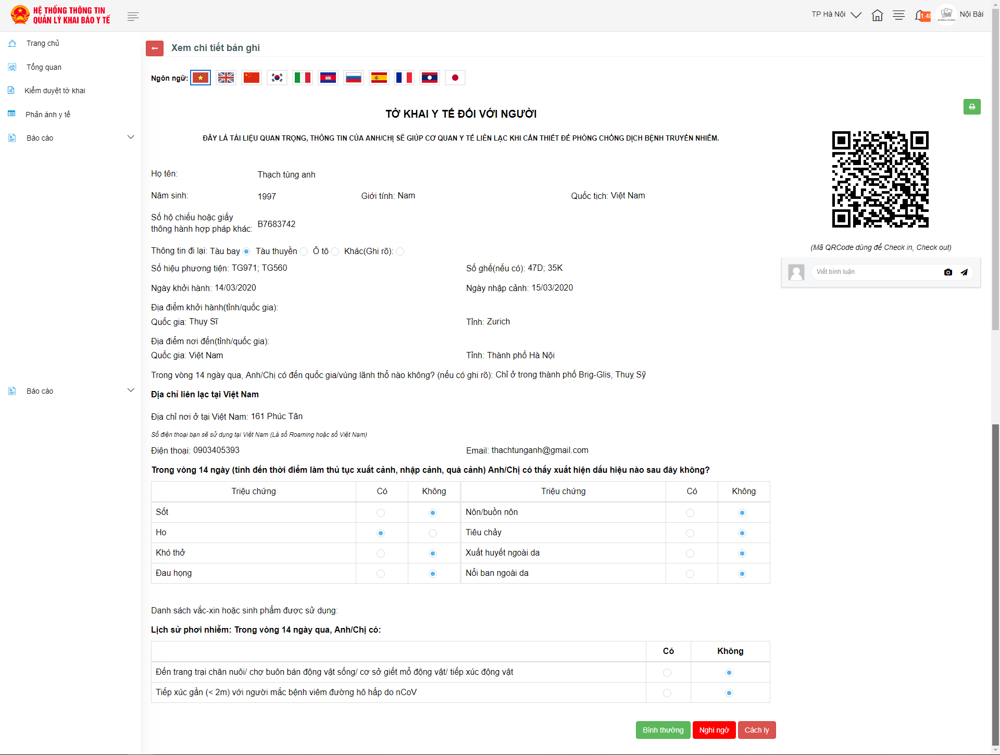 HỆ THỐNG THÔNG TIN
QUẢN LÝ KHAI BÁO Y TẾ
TP Hà Nội
1.48
KHÔNG CÓ ẢNH
Nội Bài
Trang chủ
Tổng quan
Kiểm duyệt tờ khai
Phản ánh y tế
Báo cáo
Báo cáo
Xem chi tiết bản ghi
Ngôn ngữ:
TỜ KHAI Y TẾ ĐỐI VỚI NGƯỜI
ĐÂY LÀ TÀI LIỆU QUAN TRỌNG, THÔNG TIN CỦA ANH/CHỊ SẼ GIÚP CƠ QUAN Y TẾ LIÊN LẠC KHI CẦN THIẾT ĐỂ PHÒNG CHỐNG DỊCH BỆNH TRUYỀN NHIỄM.
Họ tên: Thạch tùng anh
Năm sinh: 1997 Giới tính: Nam Quốc tịch: Việt Nam
Số hộ chiếu hoặc giấy
thông hành hợp pháp khác: B7683742
Thông tin đi lại: Tàu bay Tàu thuyền Ô tô Khác(Ghi rõ):
Số hiệu phương tiện: TG971; TG560 Số ghế(nếu có): 47D; 35K
Ngày khởi hành: 14/03/2020 Ngày nhập cảnh: 15/03/2020
Địa điểm khởi hành(tỉnh/quốc gia):
Quốc gia: Thụy Sĩ Tỉnh: Zurich
Địa điểm nơi đến(tỉnh/quốc gia):
Quốc gia: Việt Nam Tỉnh: Thành phố Hà Nội
Trong vòng 14 ngày qua, Anh/Chị có đến quốc gia/vùng lãnh thổ nào không? (nếu có ghi rõ): Chỉ ở trong thành phố Brig-Glis, Thuỵ Sỹ
Địa chỉ liên lạc tại Việt Nam
Địa chỉ nơi ở tại Việt Nam: 161 Phúc Tân
Số điện thoại bạn sẽ sử dụng tại Việt Nam (Là số Roaming hoặc số Việt Nam)
Điện thoại: 0903405393 Email: thachtunganh@gmail.com
Trong vòng 14 ngày (tính đến thời điểm làm thủ tục xuất cảnh, nhập cảnh, quá cảnh) Anh/Chị có thấy xuất hiện dấu hiệu nào sau đây không?
Triệu chứng Có Không Triệu chứng Có Không
Sốt Nôn/buồn nôn
Ho Tiêu chảy
Khó thở Xuất huyết ngoài da
Đau họng Nổi ban ngoài da
Danh sách vắc-xin hoặc sinh phẩm được sử dụng:
Lịch sử phơi nhiễm: Trong vòng 14 ngày qua, Anh/Chị có:
Có Không
Đến trang trại chăn nuôi/ chợ buôn bán động vật sống/ cơ sở giết mổ động vật/ tiếp xúc động vật
Tiếp xúc gần (< 2m) với người mắc bệnh viêm đường hô hấp do nCoV
Bình thường Nghi ngờ Cách ly
(Mã QRCode dùng để Check in, Check out)
Viết bình luận